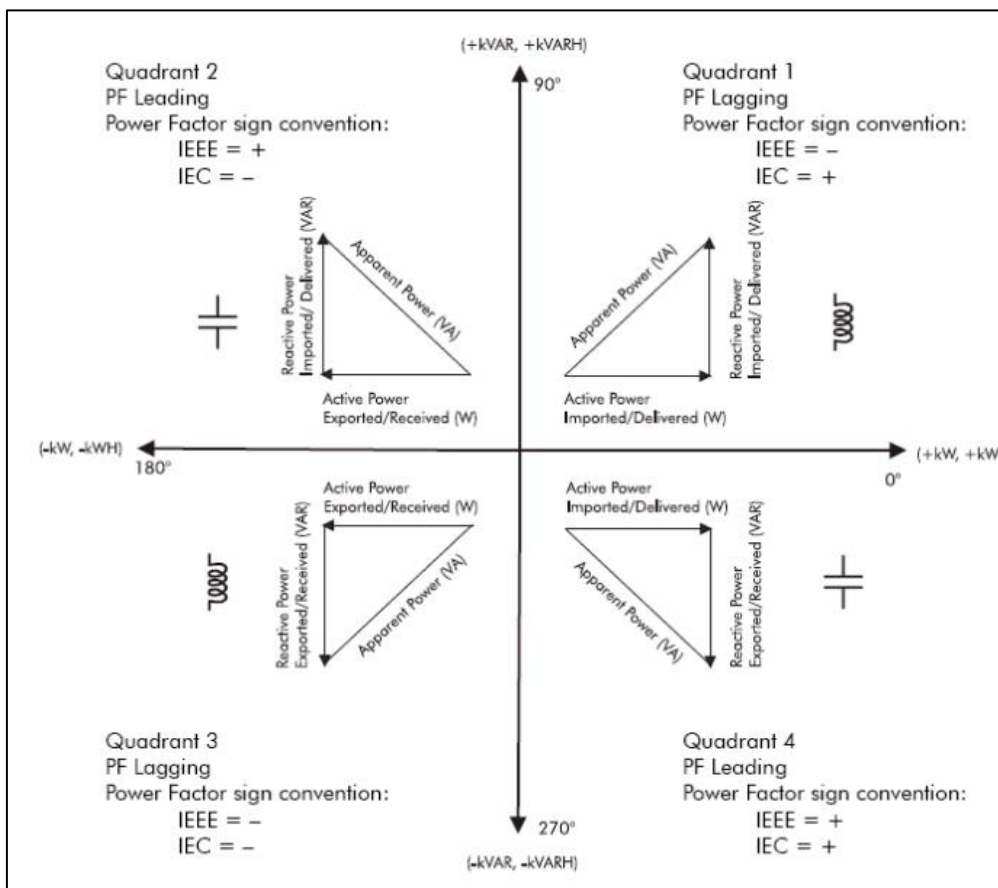 (+kVAR, +kVARH)
90°
Quadrant 2
PF Leading
Power Factor sign convention:
IEEE = +
IEC = –
Quadrant 1
PF Lagging
Power Factor sign convention:
IEEE = –
IEC = +
Reactive Power
Imported/ Delivered (VAR)
Apparent Power (VA)
Active Power
Exported/Received (W)
Apparent Power (VA)
Reactive Power
Imported/ Delivered (VAR)
Active Power
Imported/Delivered (W)
(-kW, -kWH)
180°
(+kW, +kW
0°
Active Power
Exported/Received (W)
Reactive Power
Exported/Received (VAR)
Apparent Power (VA)
Active Power
Imported/Delivered (W)
Apparent Power (VA)
Reactive Power
Exported/Received (VAR)
Quadrant 3
PF Lagging
Power Factor sign convention:
IEEE = –
IEC = –
Quadrant 4
PF Leading
Power Factor sign convention:
IEEE = +
IEC = +
270°
(-kVAR, -kVARH)